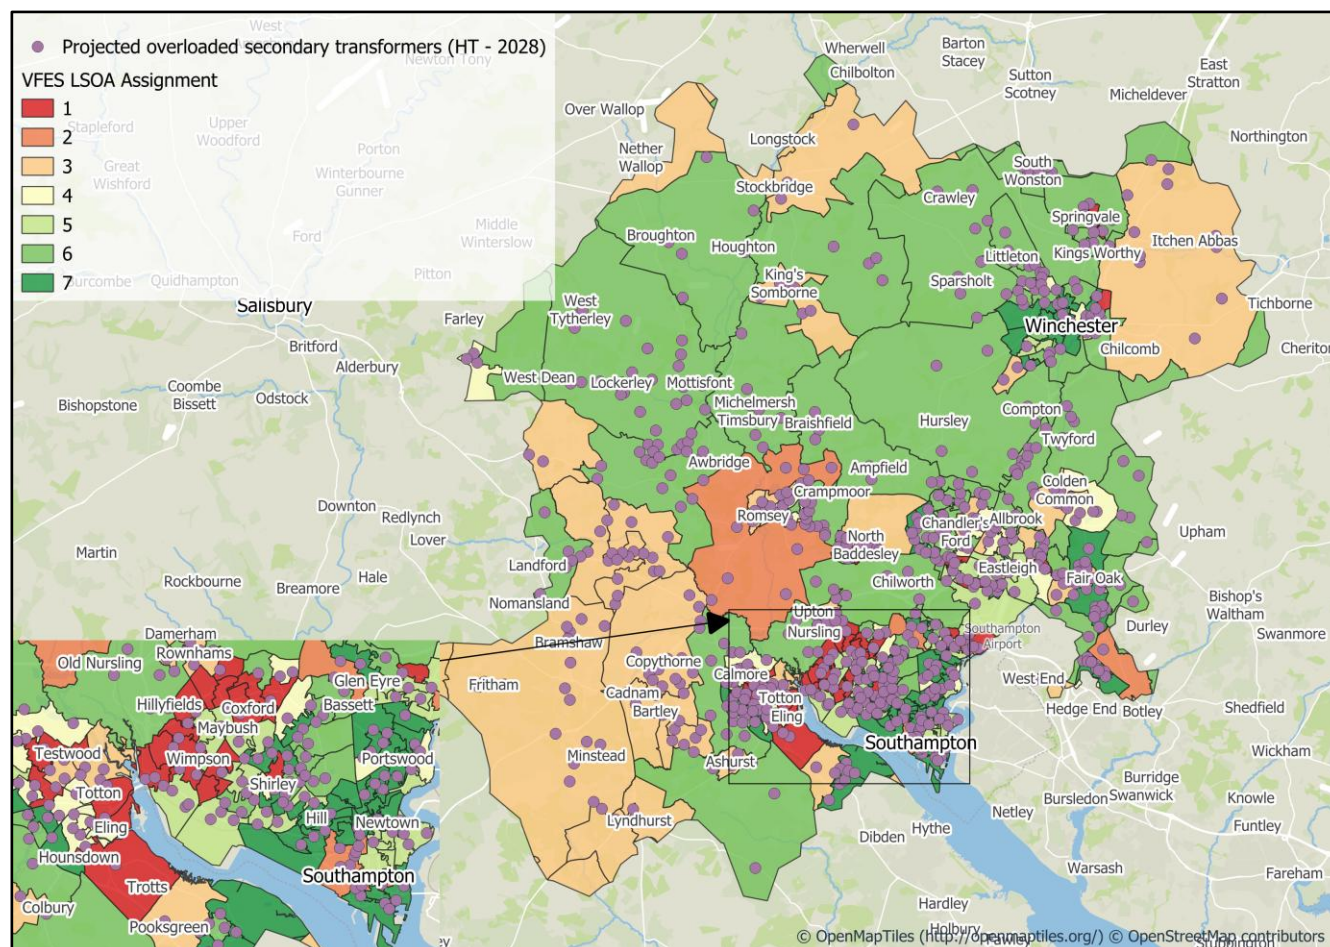 Projected overloaded secondary transformers (HT - 2028)
VFES LSOA Assignment
1
2
3
4
5
6
7
West
Newton Tony
Stapleford
Upper
Woodford
Great
Wishford
Porton
Winterbourne
Gunner
Ford
Middle
Winterslow
Burcombe
Quidhampton
Pitton
Salisbury
Britford
Alderbury
Farley
Coombe
Bissett
Odstock
Bishopstone
Downton
Redlynch
Lover
Martin
Rockbourne
Breamore
Hale
Damerham
Wherwell
Chilbolton
Barton
Stacey
Sutton
Scotney
East
Stratton
Micheldever
Over Wallop
Nether
Wallop
Longstock
Northington
Stockbridge
South
Wonston
Crawley
Springvale
Broughton
Houghton
Littleton
Kings Worthy
Itchen Abbas
King's
Somborne
Sparsholt
West
Tytherley
Tichborne
Winchester
Chilcomb
Cheriton
West Dean
Lockerley
Mottisfont
Michelmersh
Timsbury
Braishfield
Hursley
Compton
Twyford
Awbridge
Ampfield
Crampmoor
Colden
Common
Romsey
Chandler's
Ford
Allbrook
North
Baddesley
Upham
Eastleigh
Landford
Chilworth
Fair Oak
Nomansland
Bishop's
Waltham
Upton
Nursling
Southampton
Airport
Durley
Swanmore
Bramshaw
Copythorne
Calmore
West End
Fritham
Cadnam
Bartley
Totton
Eling
Hedge End
Botley
Shedfield
Minstead
Ashurst
Southampton
Wickham
Burridge
Swanwick
Bursledon
Knowle
Netley
Funtley
Lyndhurst
Dibden
Hythe
Warsash
Fareham
Hardley
Holbury
Fawley
Old Nursling
Rownhams
Glen Eyre
Hillyfields
Coxford
Bassett
Maybush
Testwood
Wimpson
Portswood
Totton
Shirley
Eling
Hill
Newtown
Hounsdown
Trotts
Southampton
Colbury
Pooksgreen
© OpenMapTiles (http://openmaptiles.org/) © OpenStreetMap contributors